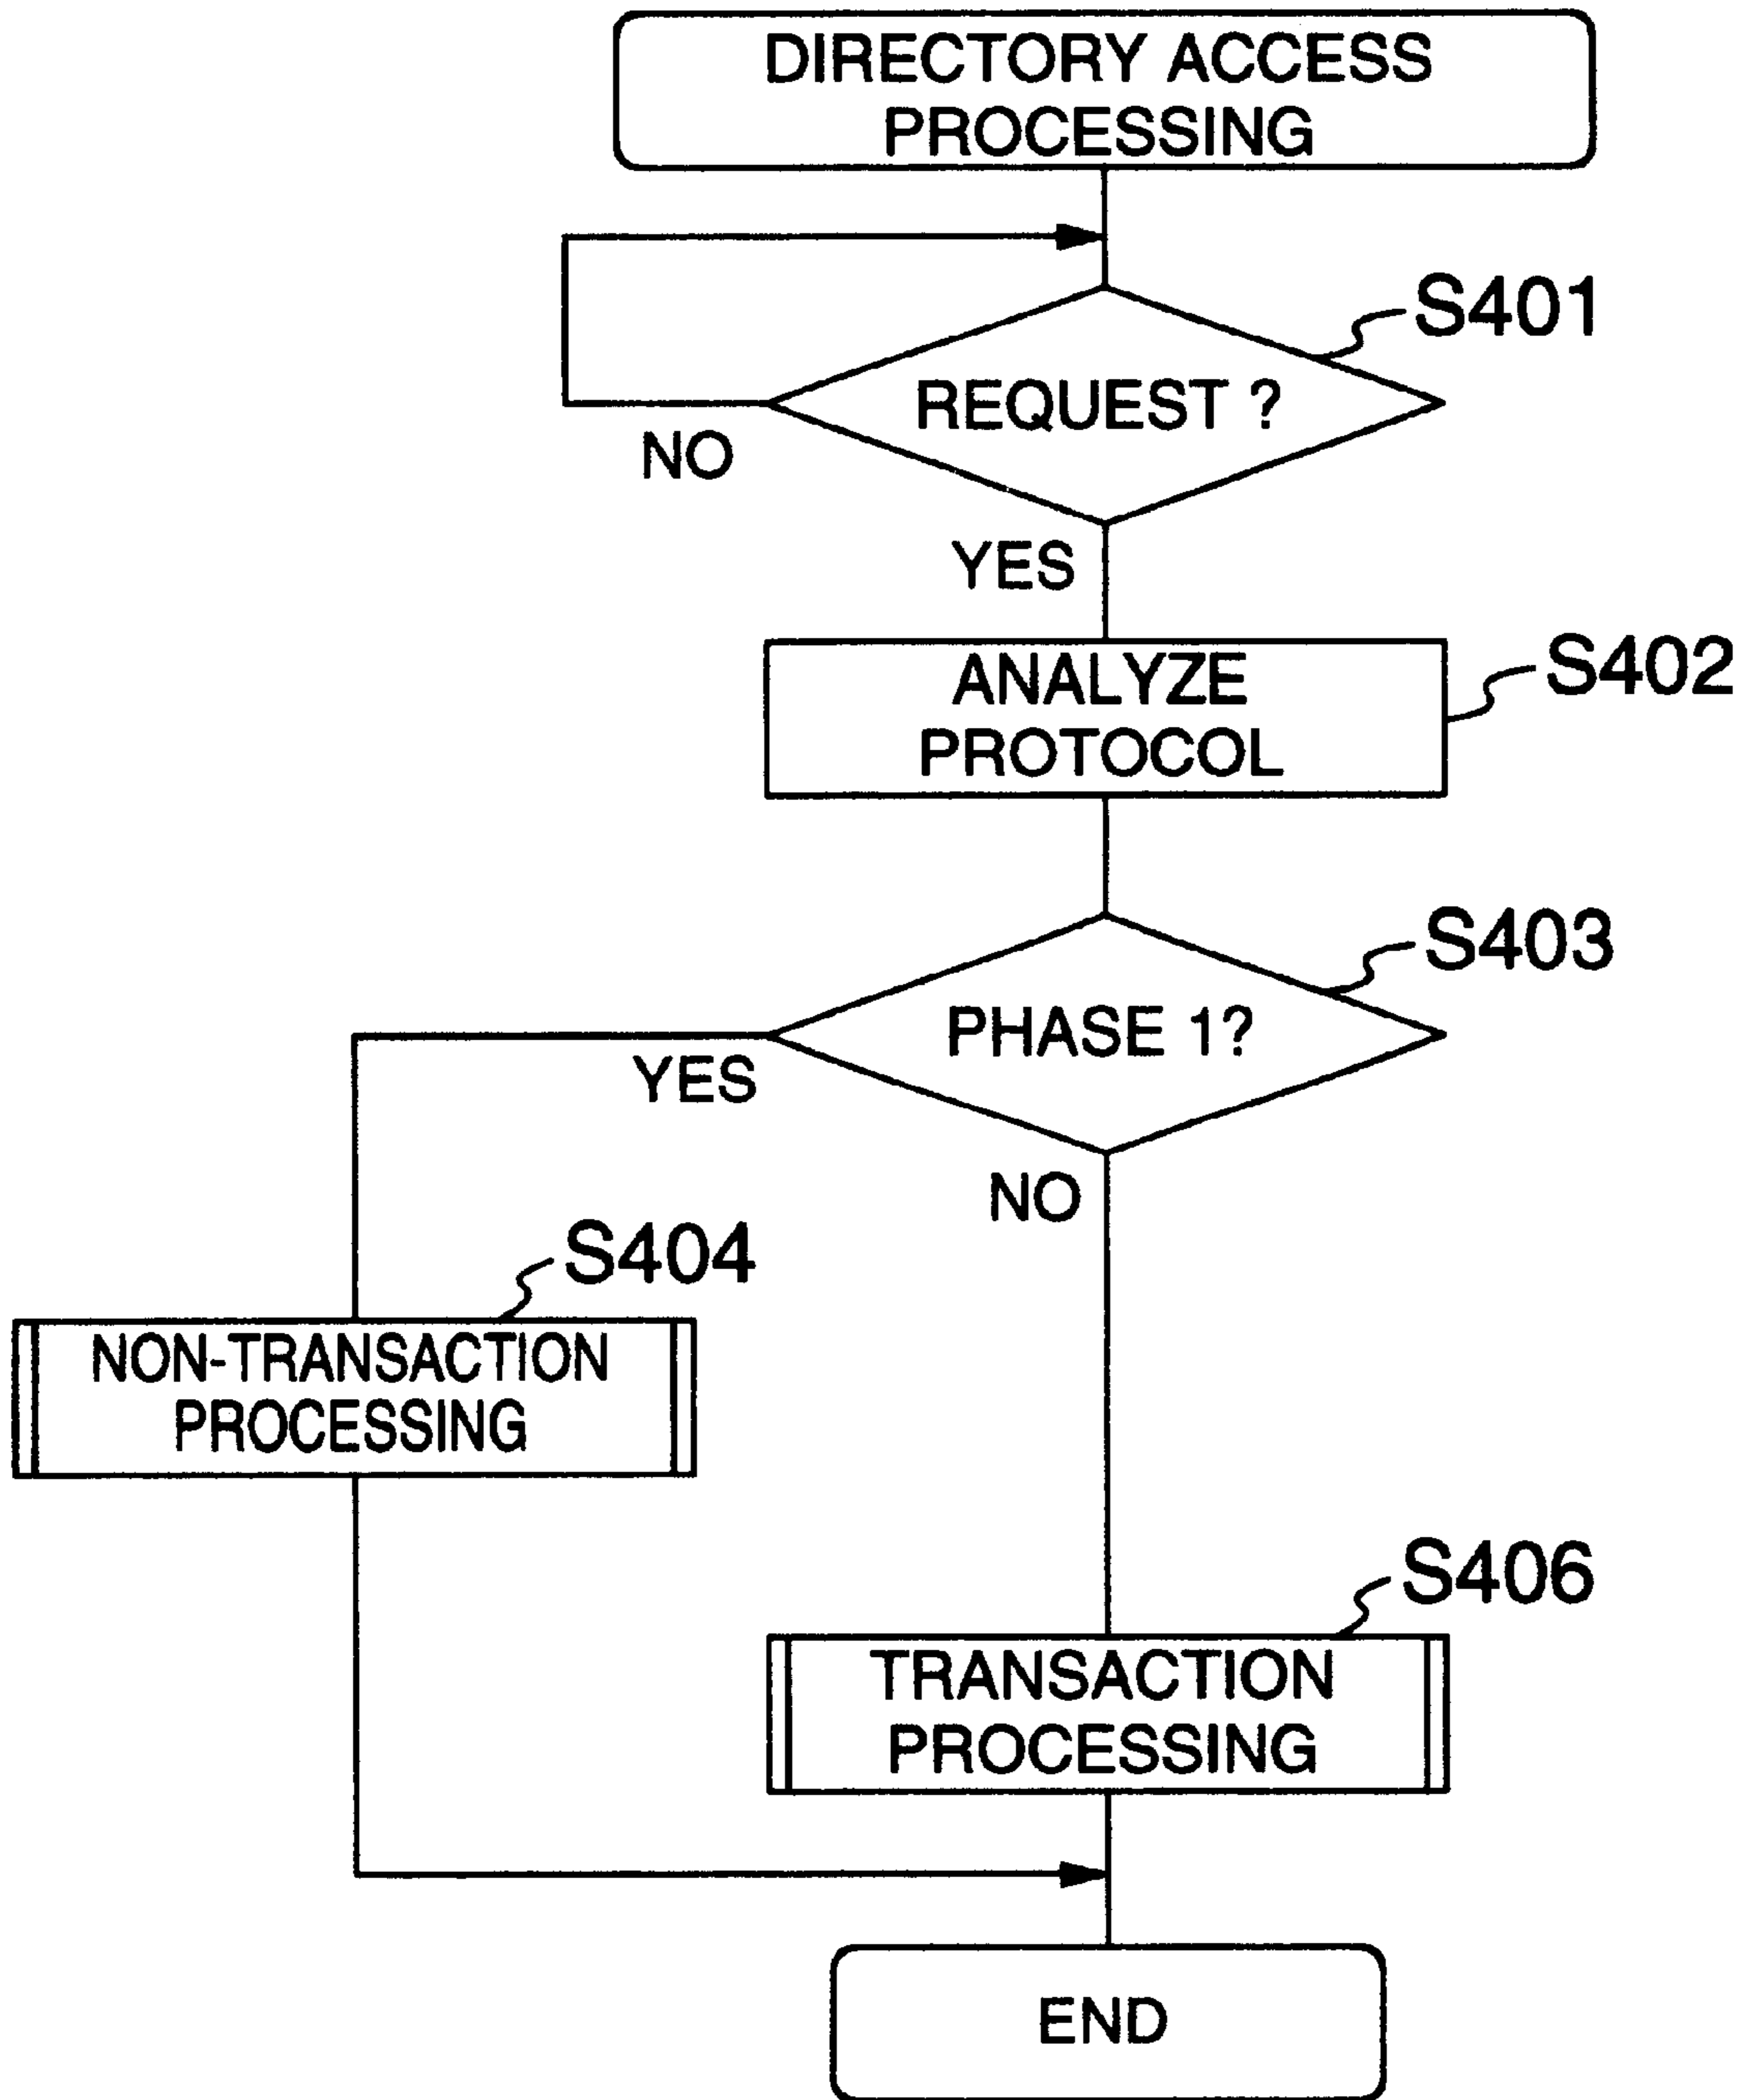 DIRECTORY ACCESS
PROCESSING
S401
REQUEST ?
NO
YES
ANALYZE
PROTOCOL
S402
S403
PHASE 1?
YES
NO
S404
NON-TRANSACTION
PROCESSING
S406
TRANSACTION
PROCESSING
END